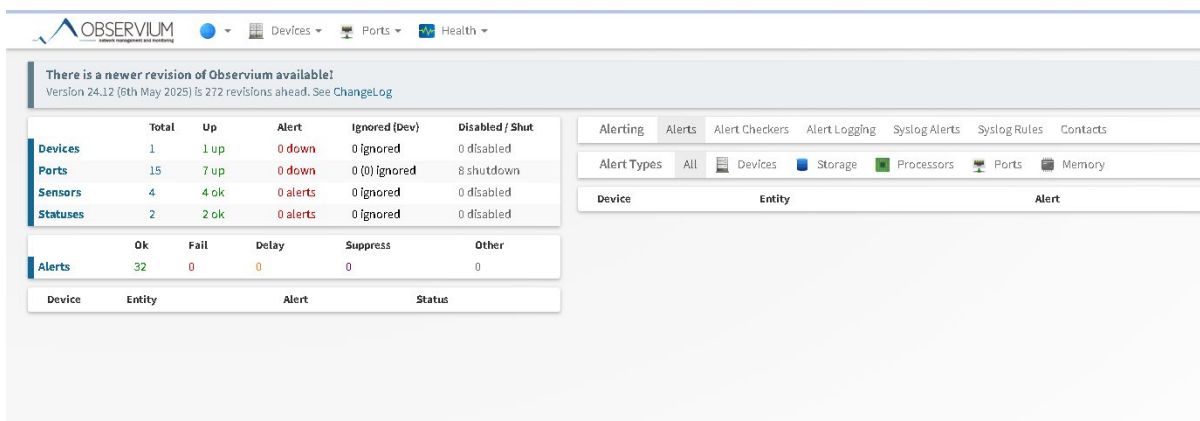 OBSERVIUM
network management and monitoring
Devices Ports Health
There is a newer revision of Observium available!
Version 24.12 (6th May 2025) is 272 revisions ahead. See ChangeLog
Total Up Alert Ignored (Dev) Disabled / Shut
Devices 1 1 up 0 down 0 ignored 0 disabled
Ports 15 7 up 0 down 0 (0) ignored 8 shutdown
Sensors 4 4 ok 0 alerts 0 ignored 0 disabled
Statuses 2 2 ok 0 alerts 0 ignored 0 disabled
Ok Fail Delay Suppress Other
Alerts 32 0 0 0 0
Device Entity Alert Status
Alerting Alerts Alert Checkers Alert Logging Syslog Alerts Syslog Rules Contacts
Alert Types All Devices Storage Processors Ports Memory
Device Entity Alert